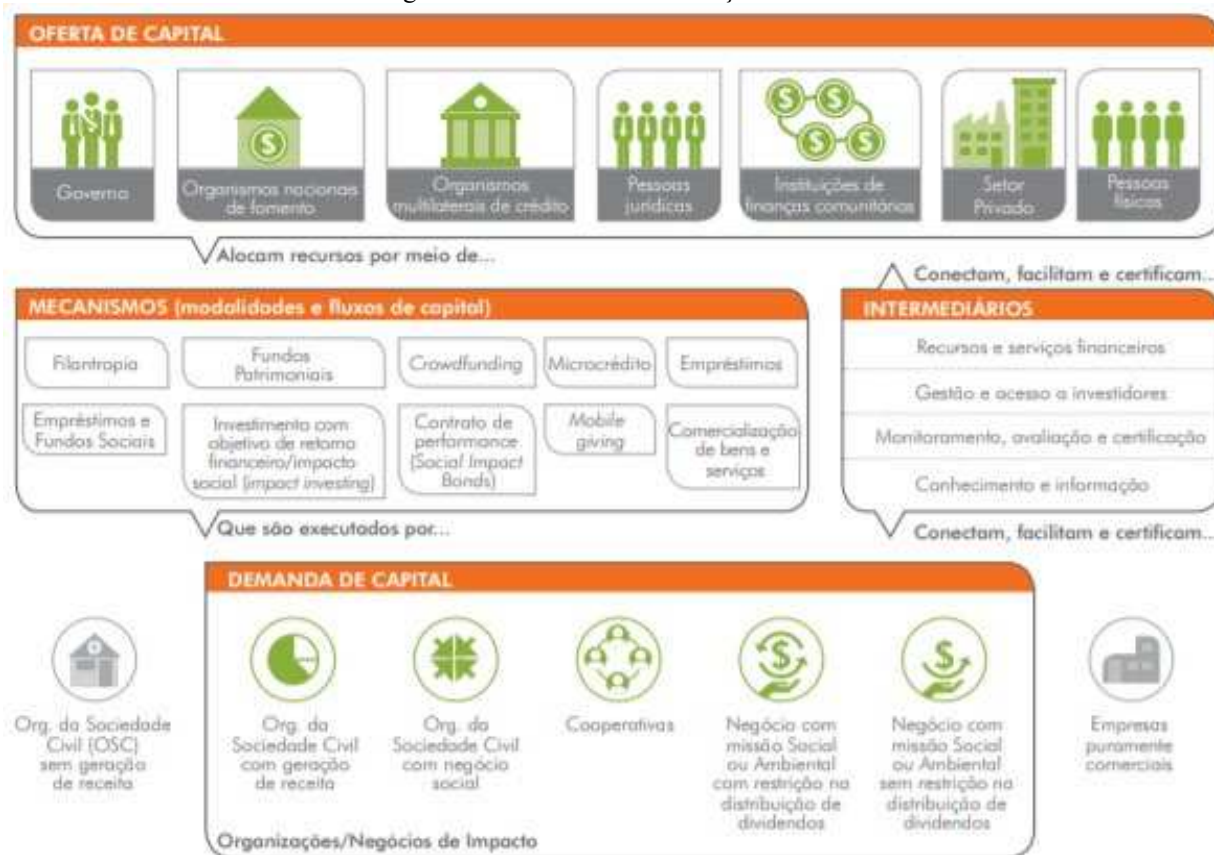 OFERTA DE CAPITAL
Governo
Organismos nacionais
de fomento
Organismos
multilaterais de crédito
Pessoas
jurídicas
Instituições de
finanças comunitárias
Setor
Privado
Pessoas
físicas
Alocam recursos por meio de...
Conectam, facilitam e certificam...
MECANISMOS (modalidades e fluxos de capital)
Filantropia
Fundos
Patrimoniais
Crowdfunding
Microcrédito
Empréstimos
Empréstimos e
Fundos Sociais
Investimento com
objetivo de retorno
financeiro/impacto
social (impact investing)
Contrato de
performance
(Social Impact
Bonds)
Mobile
giving
Comercialização
de bens e
serviços
INTERMEDIÁRIOS
Recursos e serviços financeiros
Gestão e acesso a investidores
Monitoramento, avaliação e certificação
Conhecimento e informação
Que são executados por...
Conectam, facilitam e certificam...
DEMANDA DE CAPITAL
Org. da Sociedade
Civil (OSC)
sem geração
de receita
Org. da
Sociedade Civil
com geração
de receita
Org. da
Sociedade Civil
com negócio
social
Cooperativas
Negócio com
missão Social
ou Ambiental
com restrição na
distribuição de
dividendos
Negócio com
missão Social
ou Ambiental
sem restrição na
distribuição de
dividendos
Empresas
puramente
comerciais
Organizações/Negócios de Impacto